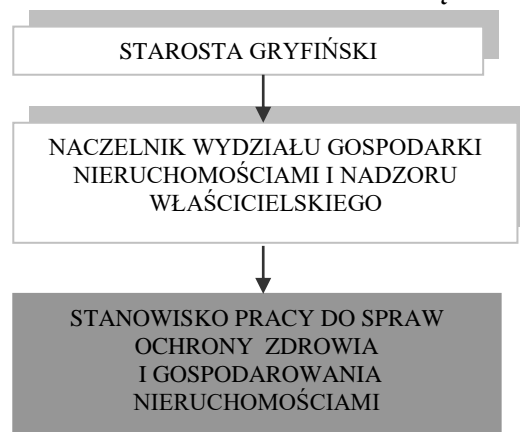 STAROSTA GRYFIŃSKI
NACZELNIK WYDZIAŁU GOSPODARKI
NIERUCHOMOŚCIAMI I NADZORU
WŁAŚCICIELSKIEGO
STANOWISKO PRACY DO SPRAW
OCHRONY ZDROWIA
I GOSPODAROWANIA
NIERUCHOMOŚCIAMI